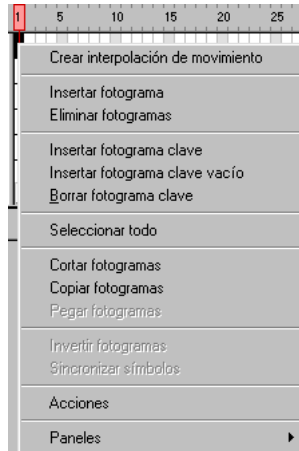 1 5 10 15 20 25
Crear interpolación de movimiento
Insertar fotograma
Eliminar fotogramas
Insertar fotograma clave
Insertar fotograma clave vacío
Borrar fotograma clave
Seleccionar todo
Cortar fotogramas
Copiar fotogramas
Pegar fotogramas
Invertir fotogramas
Sincronizar símbolos
Acciones
Paneles